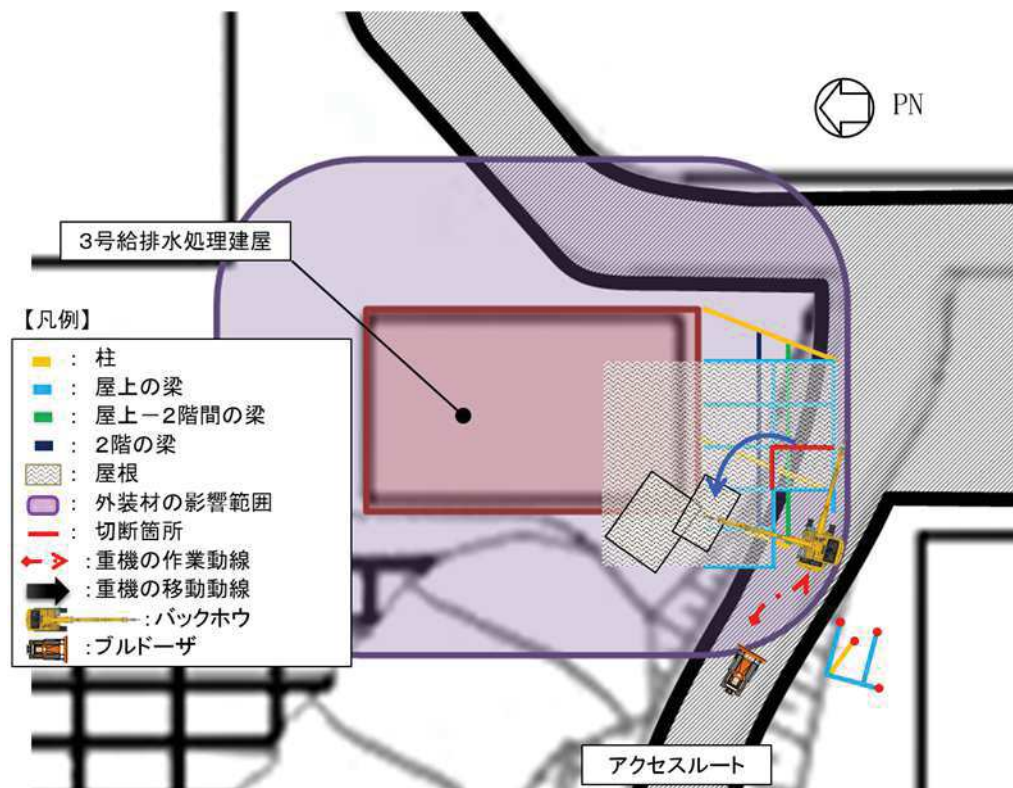 PN
3号給排水処理建屋
【凡例】
: 柱
: 屋上の梁
: 屋上－2階間の梁
: 2階の梁
: 屋根
: 外装材の影響範囲
: 切断箇所
:重機の作業動線
:重機の移動動線
:バックホウ
:ブルドーザ
アクセスルート